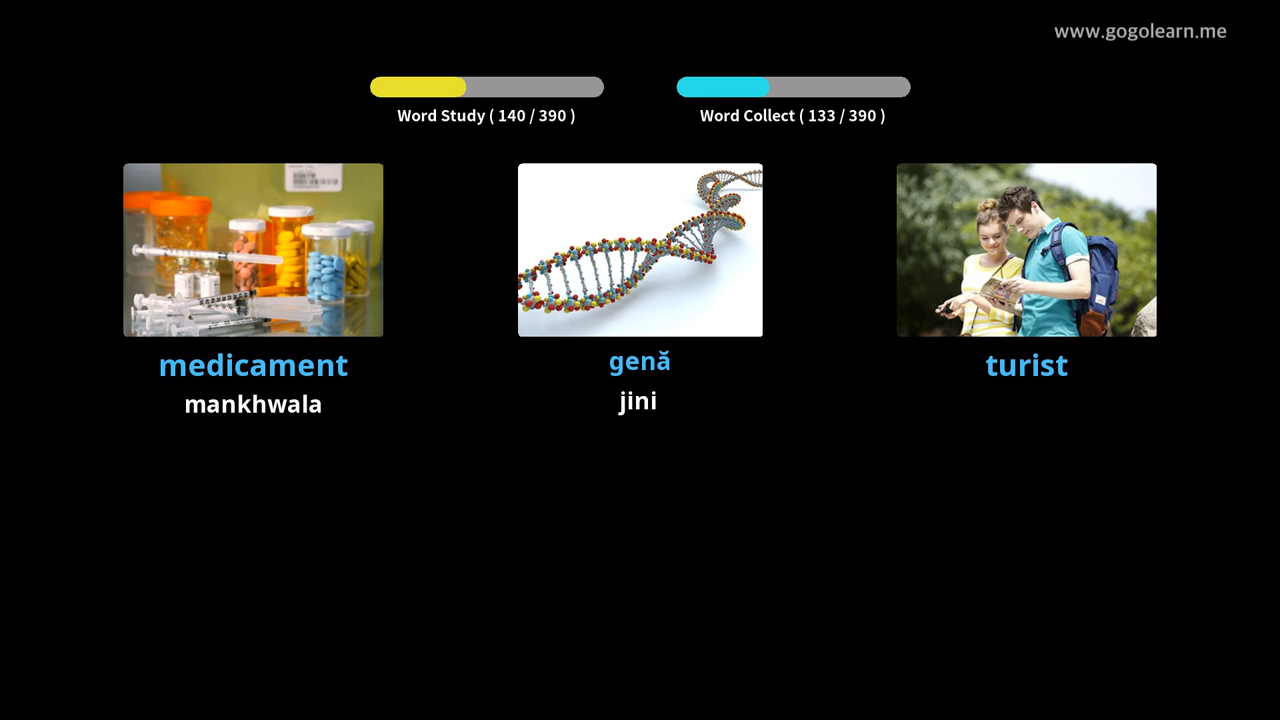 www.gogolearn.me
Word Study ( 140 / 390 )
Word Collect ( 133 / 390 )
medicament
mankhwala
genă
jini
turist